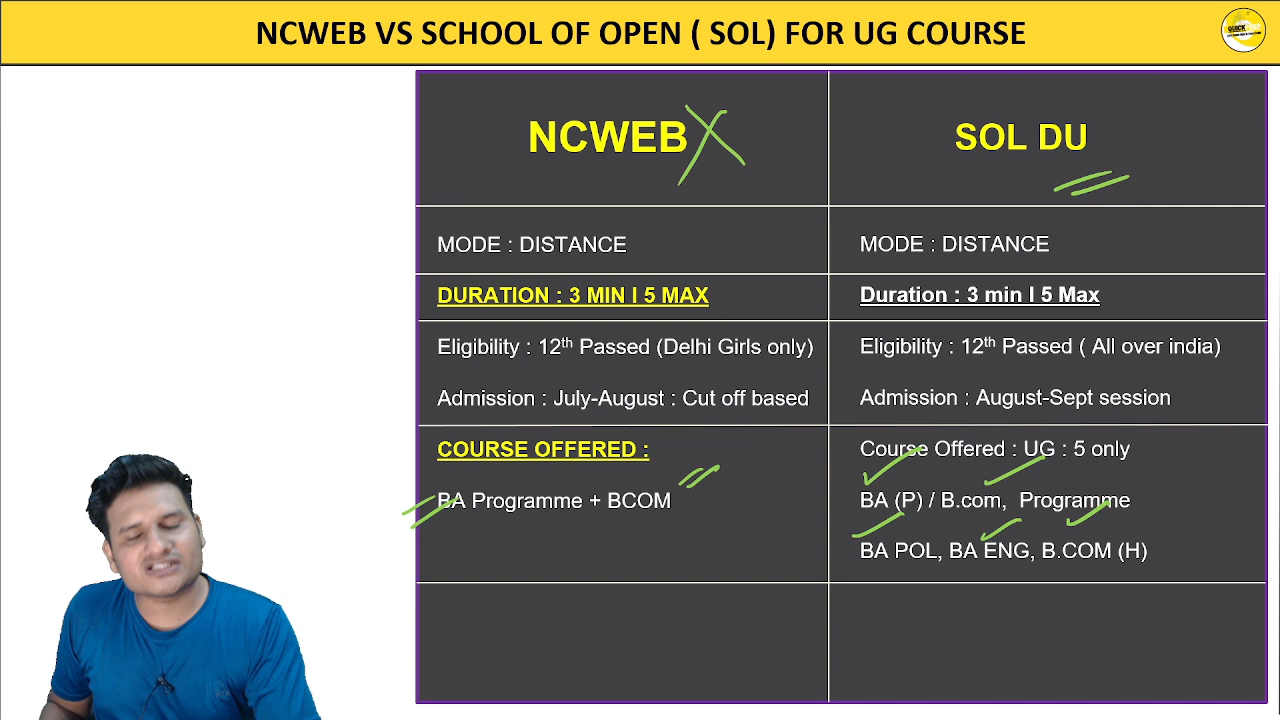 NCWEB VS SCHOOL OF OPEN ( SOL) FOR UG COURSE
QUICK
NCWEB
SOL DU
MODE : DISTANCE
MODE : DISTANCE
DURATION : 3 MIN I 5 MAX
Duration : 3 min I 5 Max
Eligibility : 12th Passed (Delhi Girls only)
Admission : July-August : Cut off based
Eligibility : 12th Passed ( All over india)
Admission : August-Sept session
COURSE OFFERED :
BA Programme + BCOM
Course Offered : UG : 5 only
BA (P) / B.com, Programme
BA POL, BA ENG, B.COM (H)